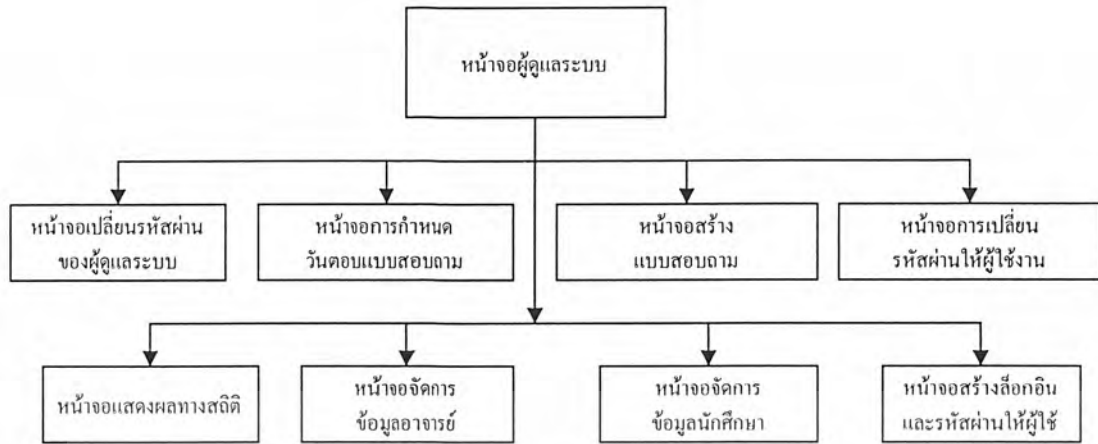 หน้าจอผู้ดูแลระบบ
หน้าจอเปลี่ยนรหัสผ่าน
ของผู้ดูแลระบบ
หน้าจอการกำหนด
วันตอบแบบสอบถาม
หน้าจอสร้าง
แบบสอบถาม
หน้าจอการเปลี่ยน
รหัสผ่านให้ผู้ใช้งาน
หน้าจอแสดงผลทางสถิติ
หน้าจอจัดการ
ข้อมูลอาจารย์
หน้าจอจัดการ
ข้อมูลนักศึกษา
หน้าจอสร้างล็อกอิน
และรหัสผ่านให้ผู้ใช้